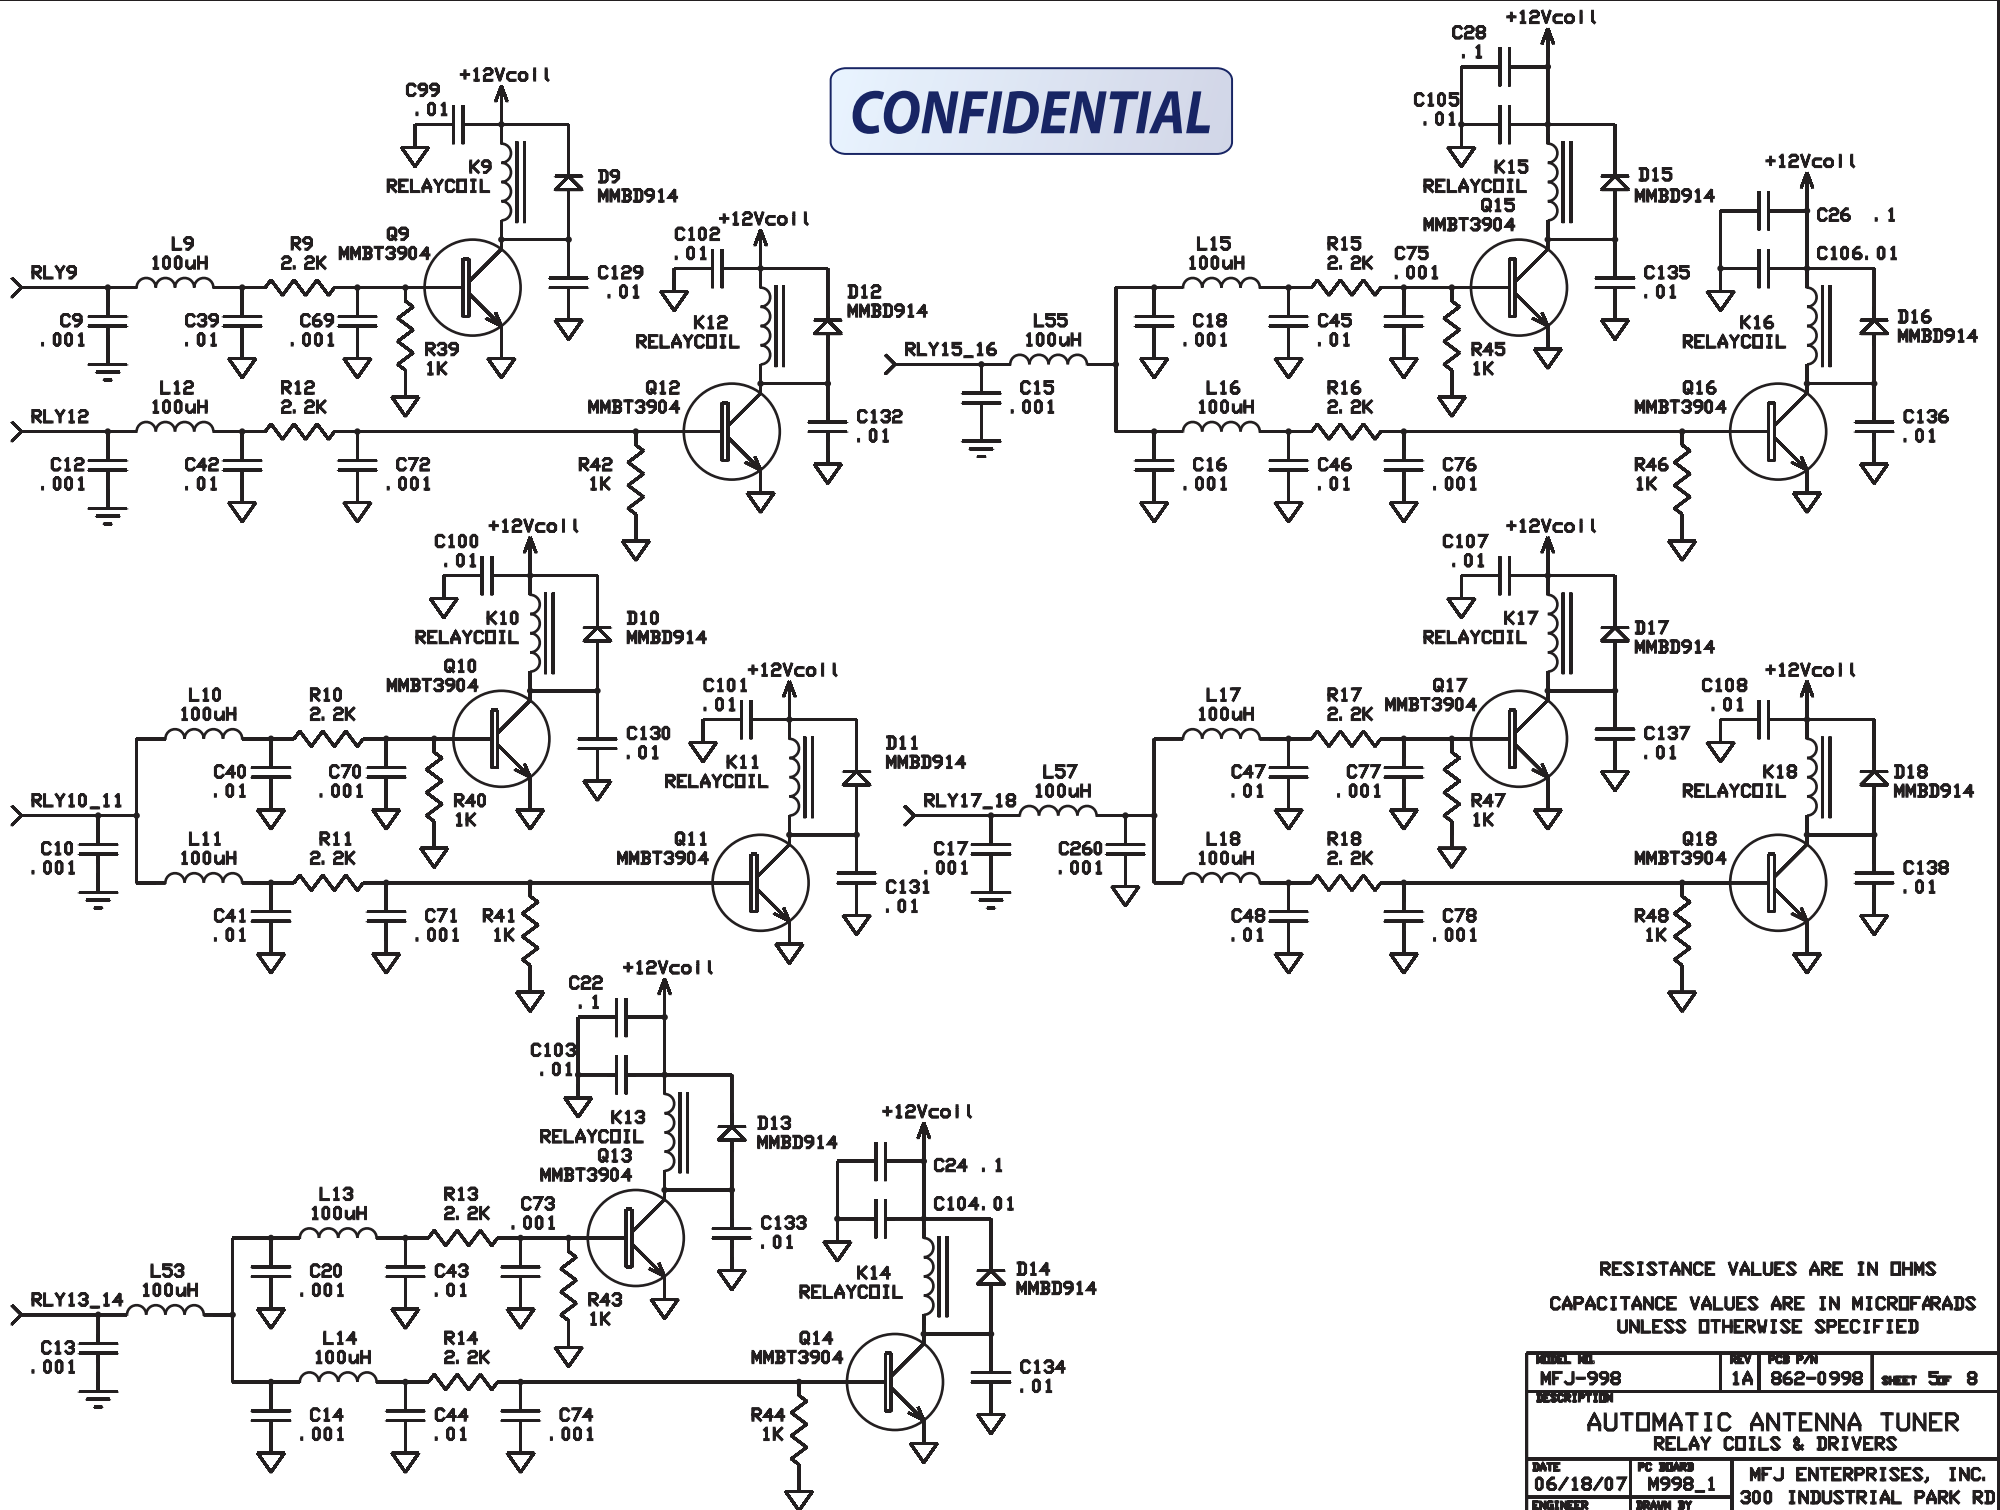 CONFIDENTIAL
+12Vcoil
C99
.01
K9
RELAYCOIL
D9
MMBD914
Q9
MMBT3904
RLY9
L9
100uH
R9
2.2K
C9
.001
C39
.01
C69
.001
R39
1K
C129
.01
+12Vcoil
C102
.01
K12
RELAYCOIL
D12
MMBD914
Q12
MMBT3904
RLY12
L12
100uH
R12
2.2K
C12
.001
C42
.01
C72
.001
R42
1K
C132
.01
+12Vcoil
C100
.01
K10
RELAYCOIL
D10
MMBD914
Q10
MMBT3904
L10
100uH
R10
2.2K
C40
.01
C70
.001
R40
1K
C130
.01
RLY10_11
C10
.001
+12Vcoil
C101
.01
K11
RELAYCOIL
D11
MMBD914
Q11
MMBT3904
L11
100uH
R11
2.2K
C41
.01
C71
.001
R41
1K
C131
.01
+12Vcoil
C22
.1
C103
.01
K13
RELAYCOIL
Q13
MMBT3904
D13
MMBD914
L13
100uH
R13
2.2K
C73
.001
C133
.01
L53
100uH
RLY13_14
C13
.001
C20
.001
C43
.01
R43
1K
+12Vcoil
C24 .1
C104.01
K14
RELAYCOIL
D14
MMBD914
Q14
MMBT3904
L14
100uH
R14
2.2K
C14
.001
C44
.01
C74
.001
R44
1K
C134
.01
+12Vcoil
C28
.1
C105
.01
K15
RELAYCOIL
Q15
MMBT3904
D15
MMBD914
L15
100uH
R15
2.2K
C75
.001
C135
.01
L55
100uH
RLY15_16
C15
.001
C18
.001
C45
.01
R45
1K
+12Vcoil
C26 .1
C106.01
K16
RELAYCOIL
D16
MMBD914
Q16
MMBT3904
L16
100uH
R16
2.2K
C16
.001
C46
.01
C76
.001
R46
1K
C136
.01
+12Vcoil
C107
.01
K17
RELAYCOIL
D17
MMBD914
Q17
MMBT3904
L17
100uH
R17
2.2K
C47
.01
C77
.001
R47
1K
C137
.01
L57
100uH
RLY17_18
C17
.001
C260
.001
+12Vcoil
C108
.01
K18
RELAYCOIL
D18
MMBD914
Q18
MMBT3904
L18
100uH
R18
2.2K
C48
.01
C78
.001
R48
1K
C138
.01
RESISTANCE VALUES ARE IN OHMS
CAPACITANCE VALUES ARE IN MICROFARADS
UNLESS OTHERWISE SPECIFIED
MODEL NO.
MFJ-998
REV
1A
PCB P/N
862-0998
SHEET 5 OF 8
DESCRIPTION
AUTOMATIC ANTENNA TUNER
RELAY COILS & DRIVERS
DATE
06/18/07
PC BOARD
M998_1
MFJ ENTERPRISES, INC.
300 INDUSTRIAL PARK RD
ENGINEER
DRAWN BY